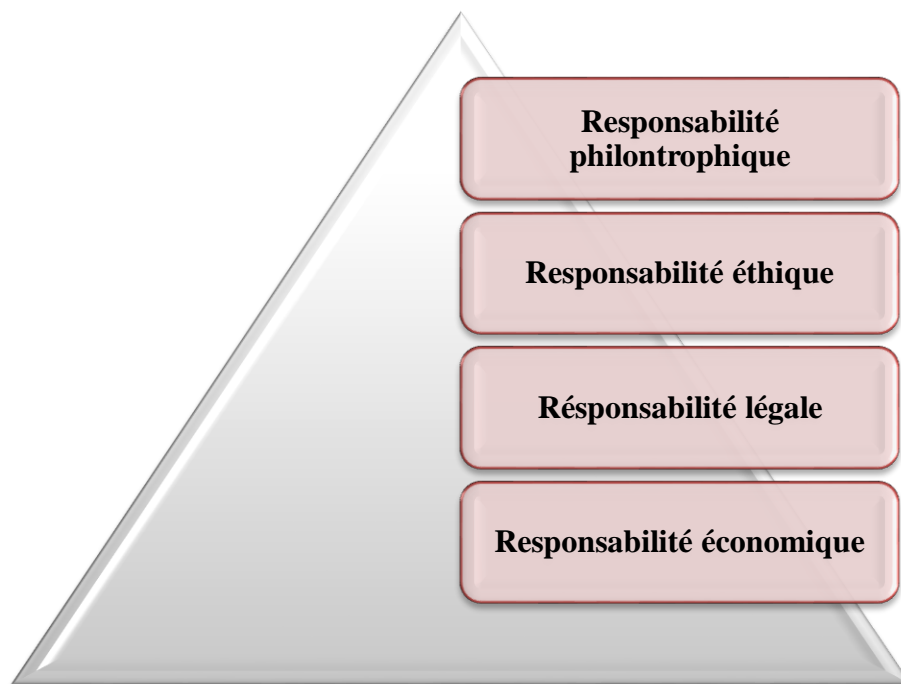 Responsabilité
philontrophique
Responsabilité éthique
Résponsabilité légale
Responsabilité économique